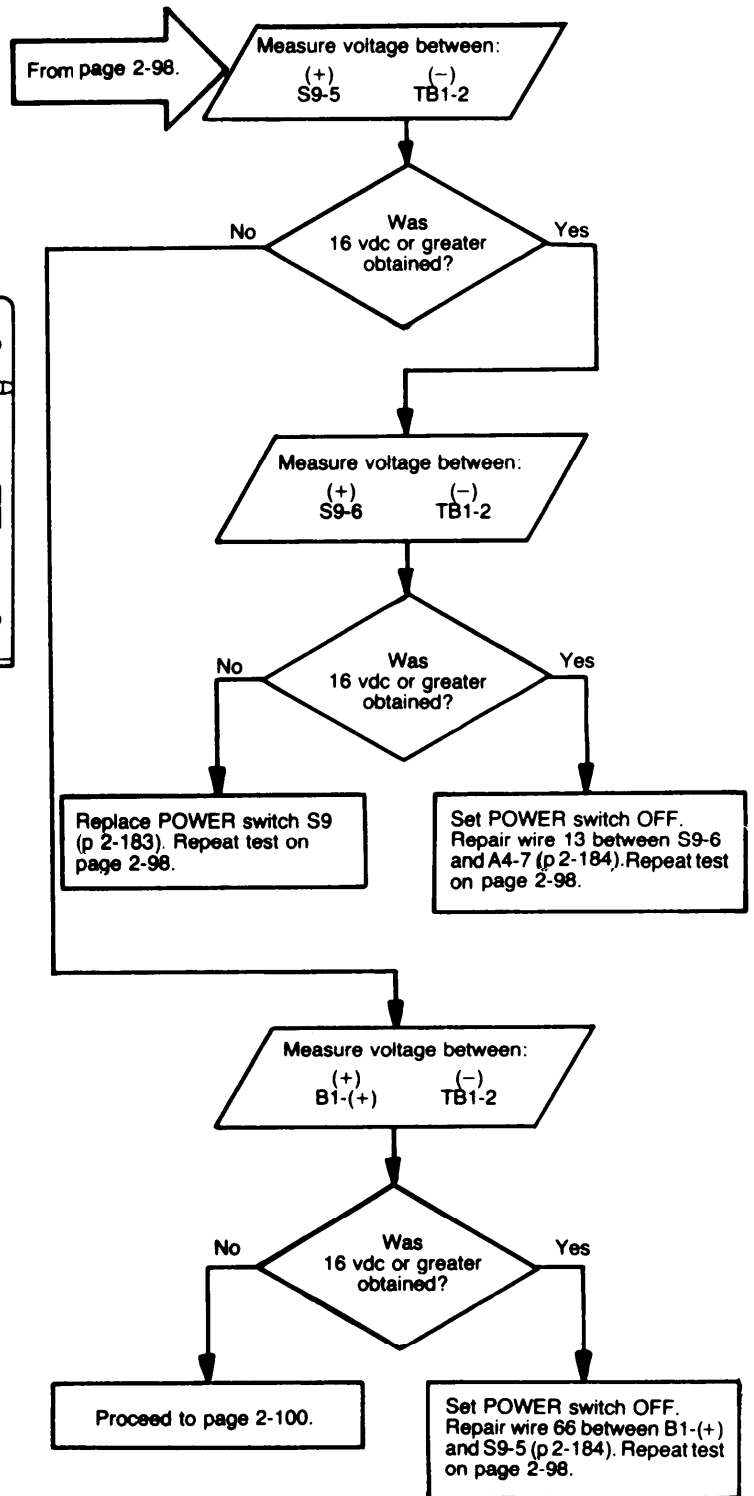 From page 2-98.
Measure voltage between:
(+) (−)
S9-5 TB1-2
Was
16 vdc or greater
obtained?
No
Yes
Measure voltage between:
(+) (−)
S9-6 TB1-2
Was
16 vdc or greater
obtained?
No
Yes
Replace POWER switch S9
(p 2-183). Repeat test on
page 2-98.
Set POWER switch OFF.
Repair wire 13 between S9-6
and A4-7 (p 2-184). Repeat test
on page 2-98.
Measure voltage between:
(+) (−)
B1-(+) TB1-2
Was
16 vdc or greater
obtained?
No
Yes
Proceed to page 2-100.
Set POWER switch OFF.
Repair wire 66 between B1-(+)
and S9-5 (p 2-184). Repeat test
on page 2-98.